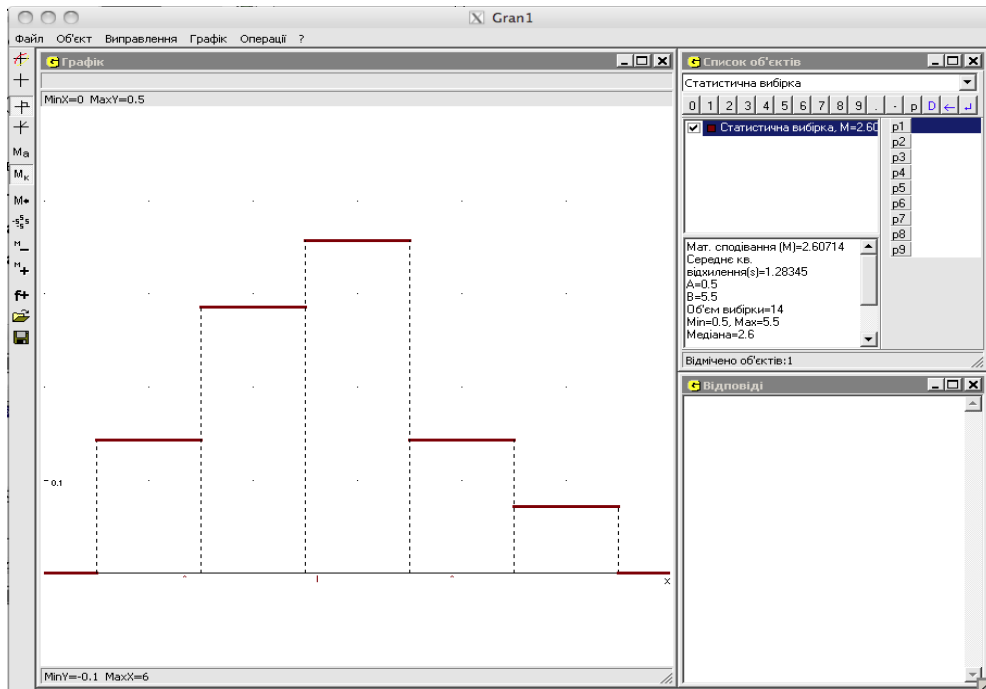 Gran1
Файл Об'єкт Виправлення Графік Операції ?
Графік
MinX=0 MaxY=0.5
0.1
x
MinY=-0.1 MaxX=6
Ma
Мк
M*
-s5s
M
–
M
+
f+
Список об'єктів
Статистична вибірка
0 1 2 3 4 5 6 7 8 9 . - p D ← ↲
Статистична вибірка, M=2.60
p1
p2
p3
p4
p5
p6
p7
p8
p9
Мат. сподівання (M)=2.60714
Середнє кв.
відхилення(s)=1.28345
A=0.5
B=5.5
Об'єм вибірки=14
Min=0.5, Max=5.5
Медіана=2.6
Відмічено об'єктів:1
Відповіді